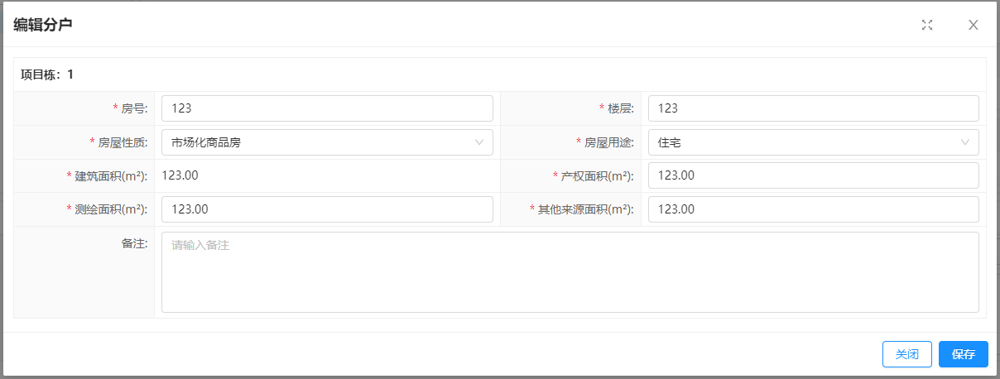 编辑分户
项目栋：1
* 房号: 123 * 楼层: 123
* 房屋性质: 市场化商品房 * 房屋用途: 住宅
* 建筑面积(m²): 123.00 * 产权面积(m²): 123.00
* 测绘面积(m²): 123.00 * 其他来源面积(m²): 123.00
备注: 请输入备注
关闭 保存